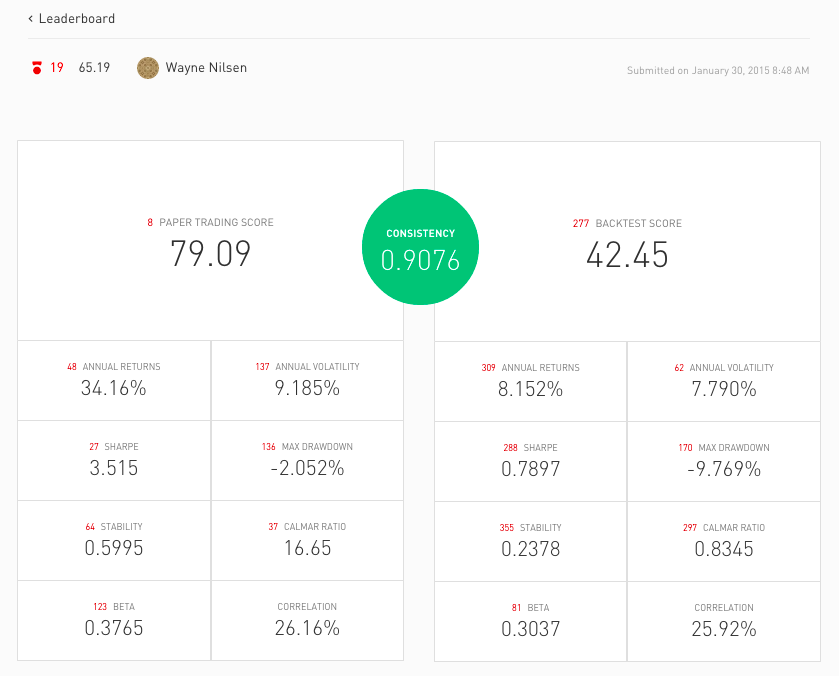 ‹ Leaderboard
19 65.19 Wayne Nilsen
Submitted on January 30, 2015 8:48 AM
8 PAPER TRADING SCORE
79.09
CONSISTENCY
0.9076
277 BACKTEST SCORE
42.45
48 ANNUAL RETURNS
34.16%
137 ANNUAL VOLATILITY
9.185%
27 SHARPE
3.515
136 MAX DRAWDOWN
-2.052%
64 STABILITY
0.5995
37 CALMAR RATIO
16.65
123 BETA
0.3765
CORRELATION
26.16%
309 ANNUAL RETURNS
8.152%
62 ANNUAL VOLATILITY
7.790%
288 SHARPE
0.7897
170 MAX DRAWDOWN
-9.769%
355 STABILITY
0.2378
297 CALMAR RATIO
0.8345
81 BETA
0.3037
CORRELATION
25.92%